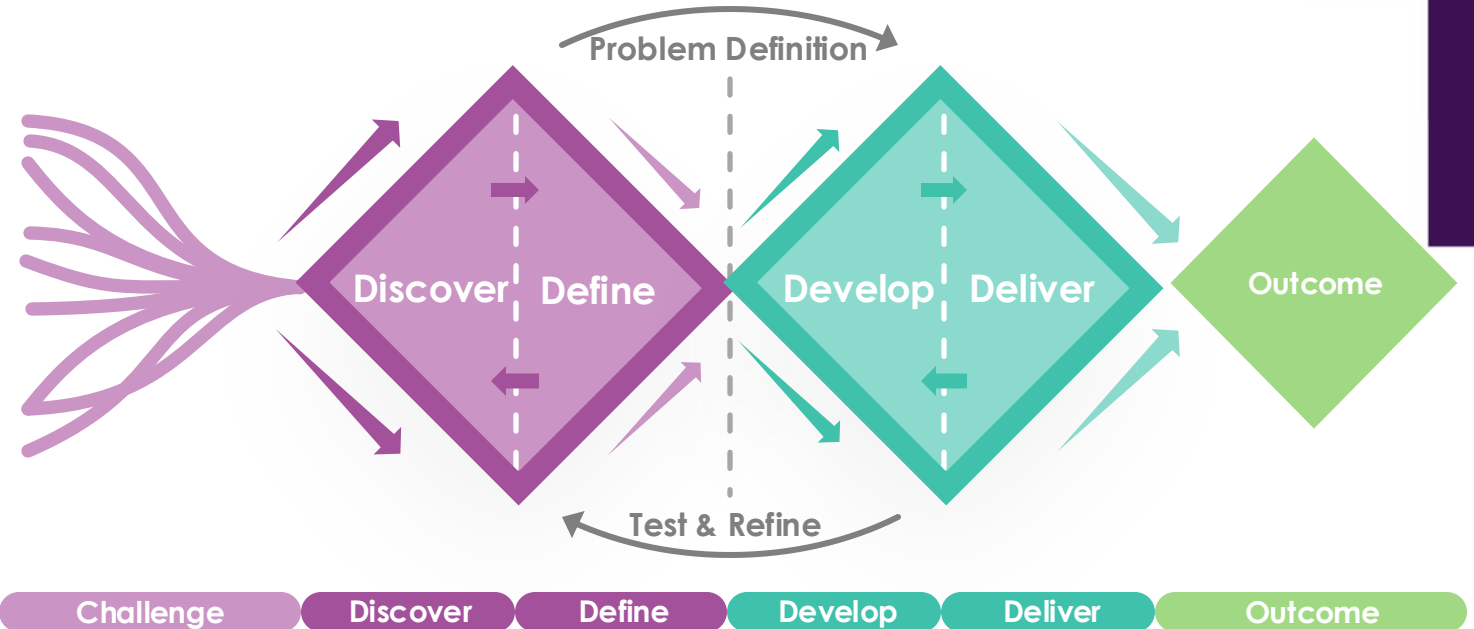 Problem Definition
Discover
Define
Develop
Deliver
Outcome
Test & Refine
Challenge
Discover
Define
Develop
Deliver
Outcome